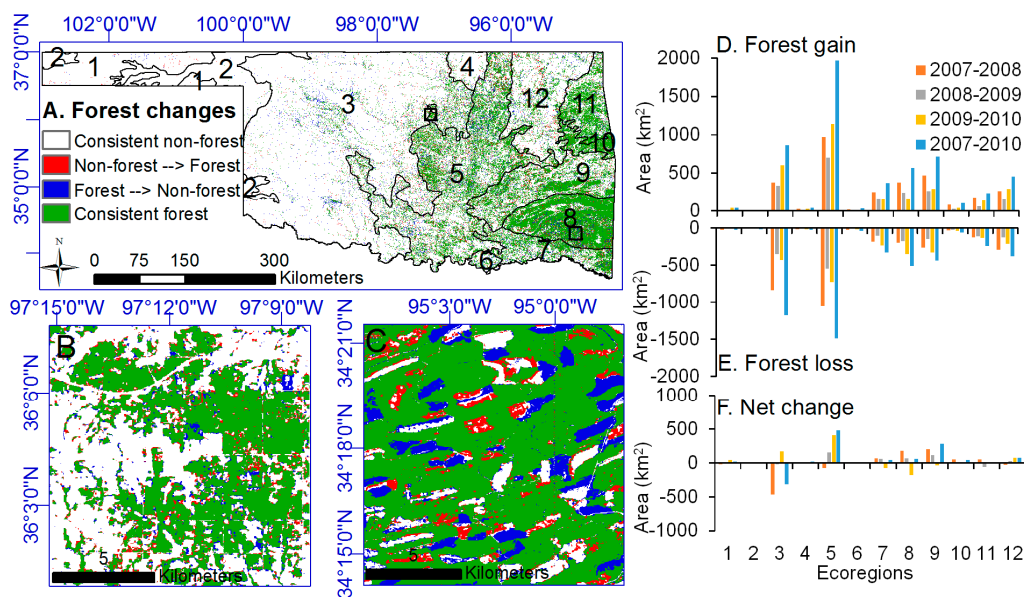 102°0'0"W 100°0'0"W 98°0'0"W 96°0'0"W
37°0'0"N
35°0'0"N
2
1
1
2
3
4
12
11
10
5
9
2
8
7
6
A. Forest changes
Consistent non-forest
Non-forest --> Forest
Forest --> Non-forest
Consistent forest
N
0 75 150 300
Kilometers
97°15'0"W 97°12'0"W 97°9'0"W
36°6'0"N
36°3'0"N
B
5
Kilometers
95°3'0"W 95°0'0"W
34°21'0"N
34°18'0"N
34°15'0"N
C
5
Kilometers
D. Forest gain
2007-2008
2008-2009
2009-2010
2007-2010
Area (km2)
2000
1500
1000
500
0
Area (km2)
0
-500
-1000
-1500
-2000
E. Forest loss
F. Net change
Area (km2)
1000
500
0
-500
1000
1 2 3 4 5 6 7 8 9 10 11 12
Ecoregions